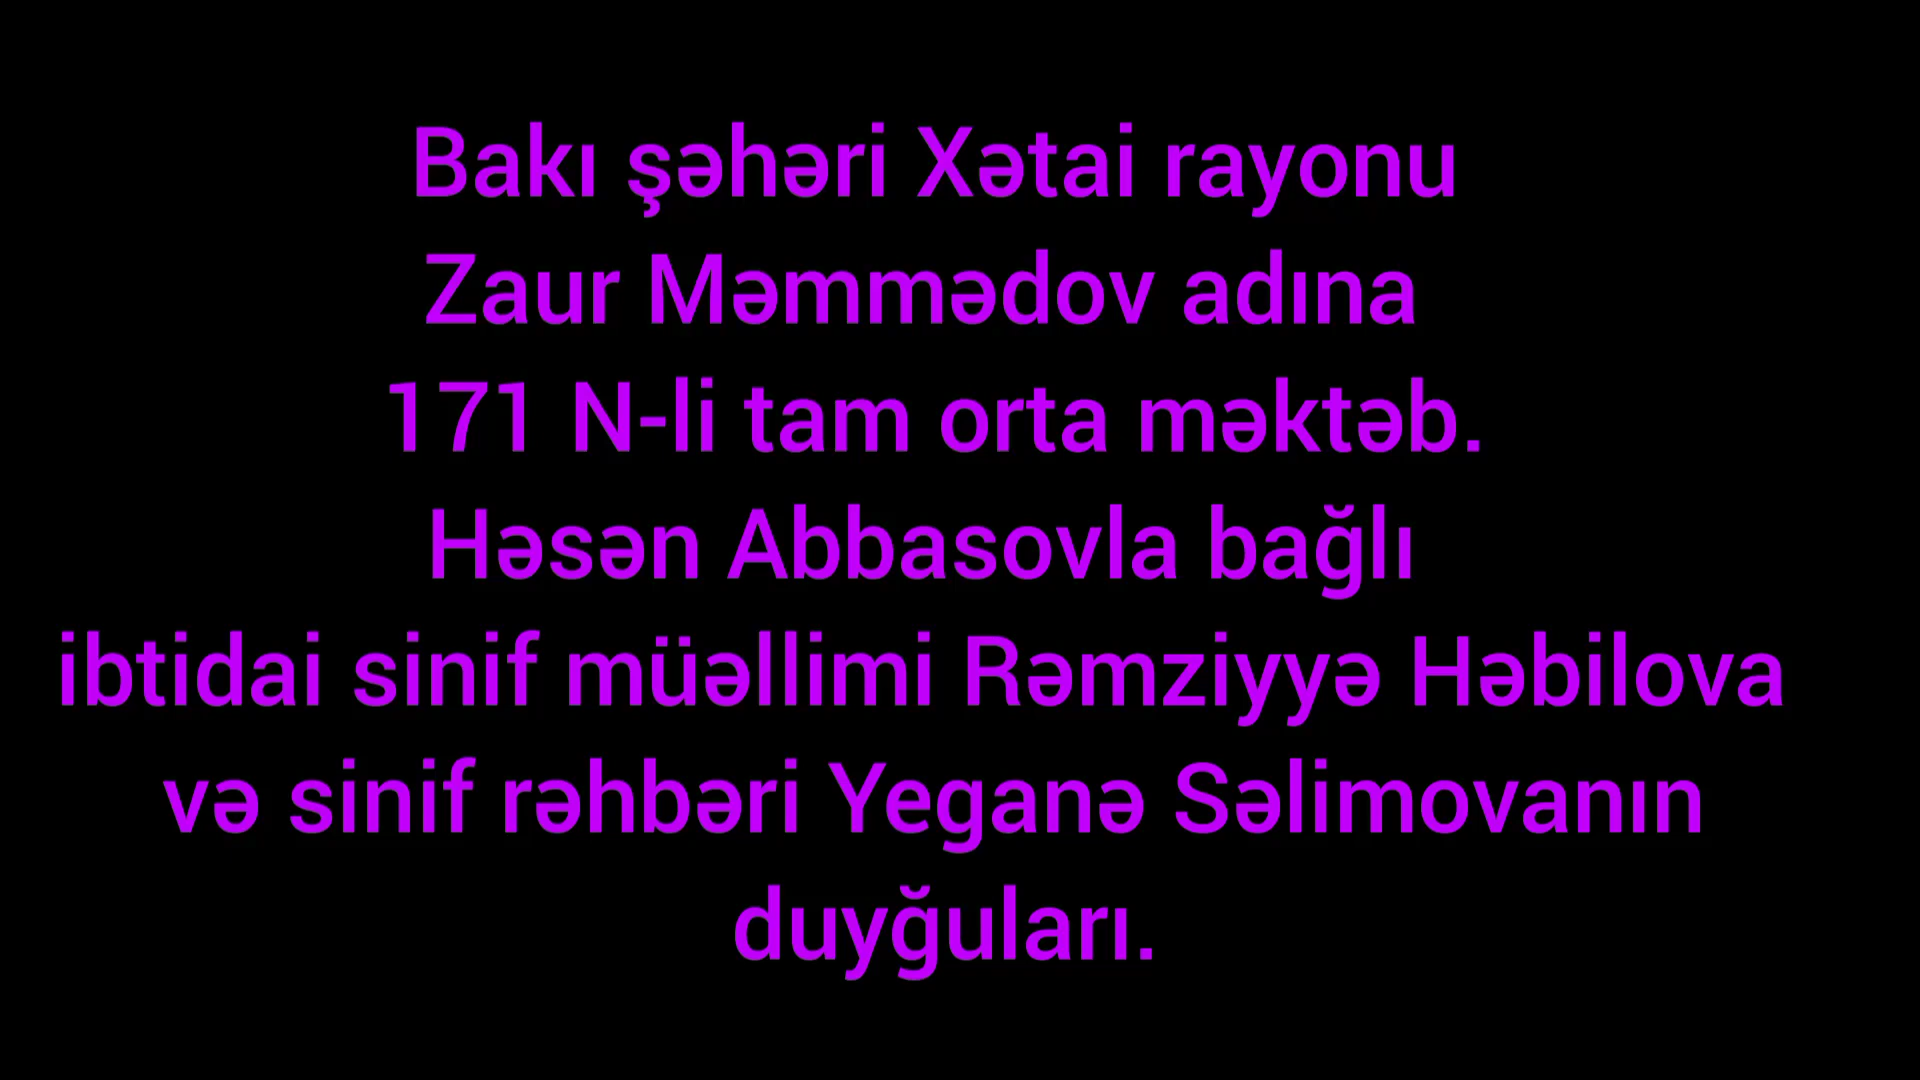 Bakı şəhəri Xətai rayonu
Zaur Məmmədov adına
171 N-li tam orta məktəb.
Həsən Abbasovla bağlı
ibtidai sinif müəllimi Rəmziyyə Həbilova
və sinif rəhbəri Yeganə Səlimovanın
duyğuları.